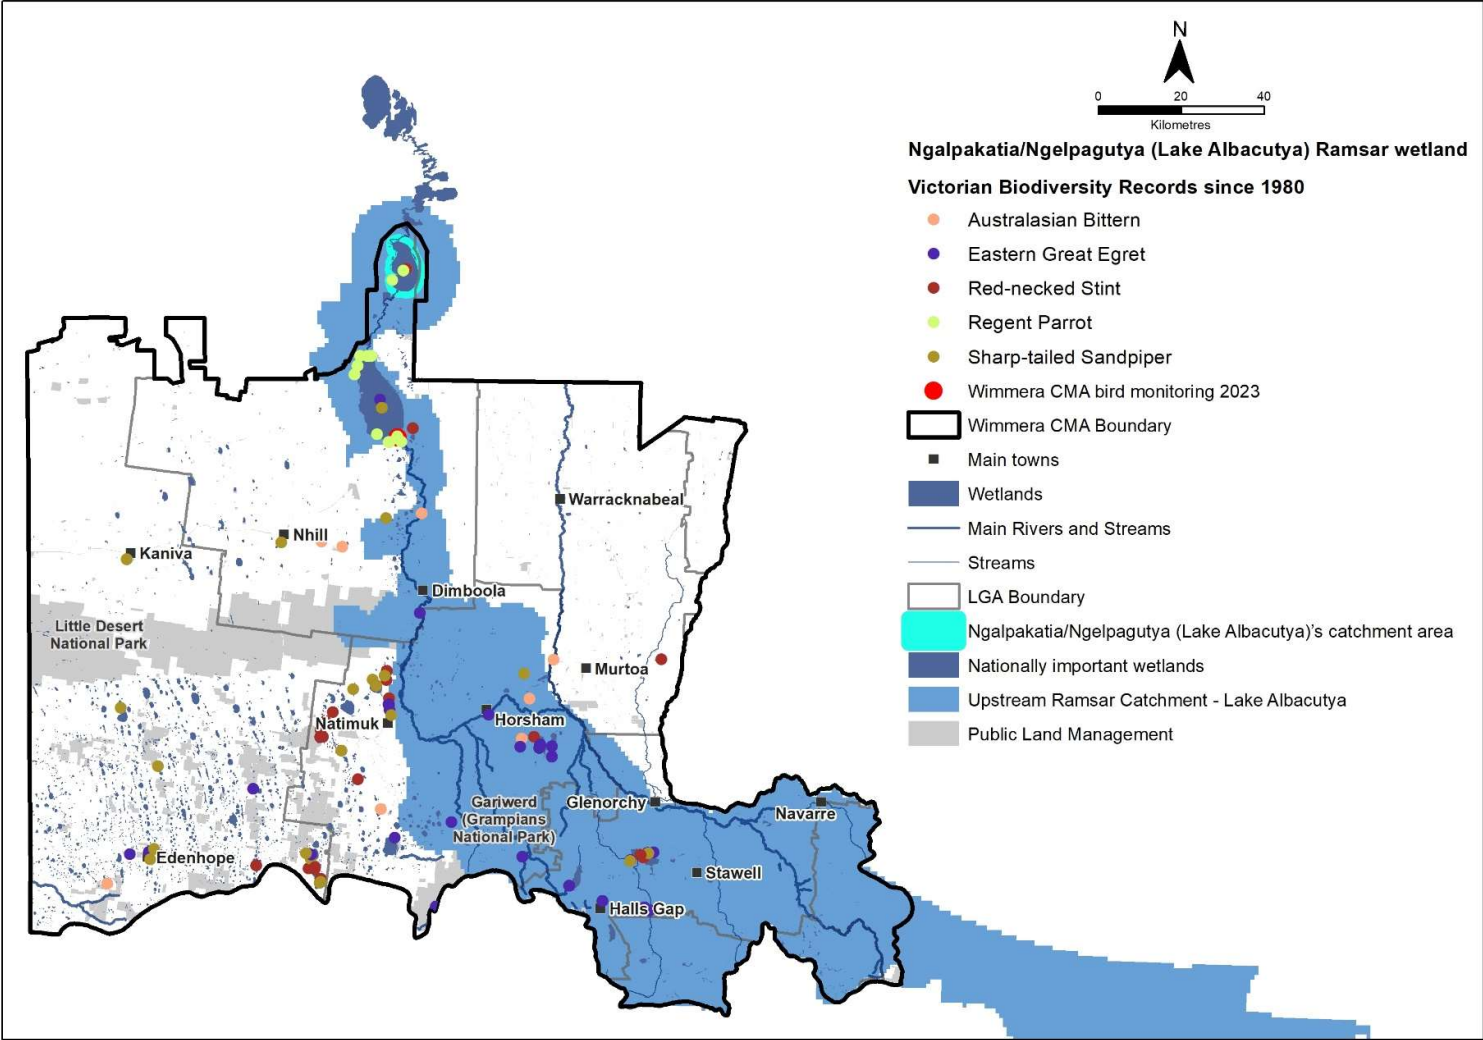 N
0 20 40
Kilometres
Ngalpakatia/Ngelpagutya (Lake Albacutya) Ramsar wetland
Victorian Biodiversity Records since 1980
Australasian Bittern
Eastern Great Egret
Red-necked Stint
Regent Parrot
Sharp-tailed Sandpiper
Wimmera CMA bird monitoring 2023
Wimmera CMA Boundary
Main towns
Wetlands
Main Rivers and Streams
Streams
LGA Boundary
Ngalpakatia/Ngelpagutya (Lake Albacutya)'s catchment area
Nationally important wetlands
Upstream Ramsar Catchment - Lake Albacutya
Public Land Management
Warracknabeal
Nhill
Kaniva
Dimboola
Little Desert
National Park
Murtoa
Natimuk
Horsham
Gariwerd
(Grampians
National Park)
Glenorchy
Navarre
Edenhope
Stawell
Halls Gap